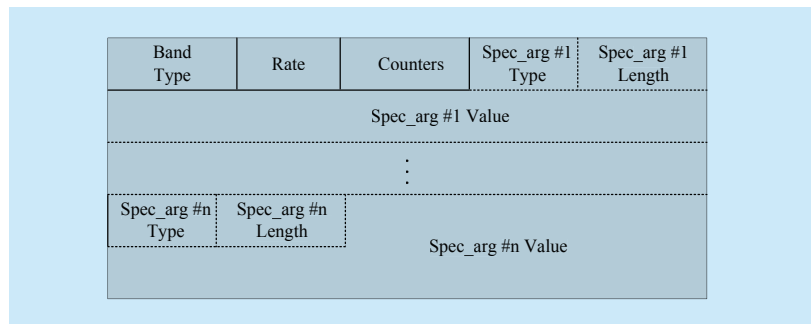 Band
Type
Rate
Counters
Spec_arg #1
Type
Spec_arg #1
Length
Spec_arg #1 Value
Spec_arg #n
Type
Spec_arg #n
Length
Spec_arg #n Value